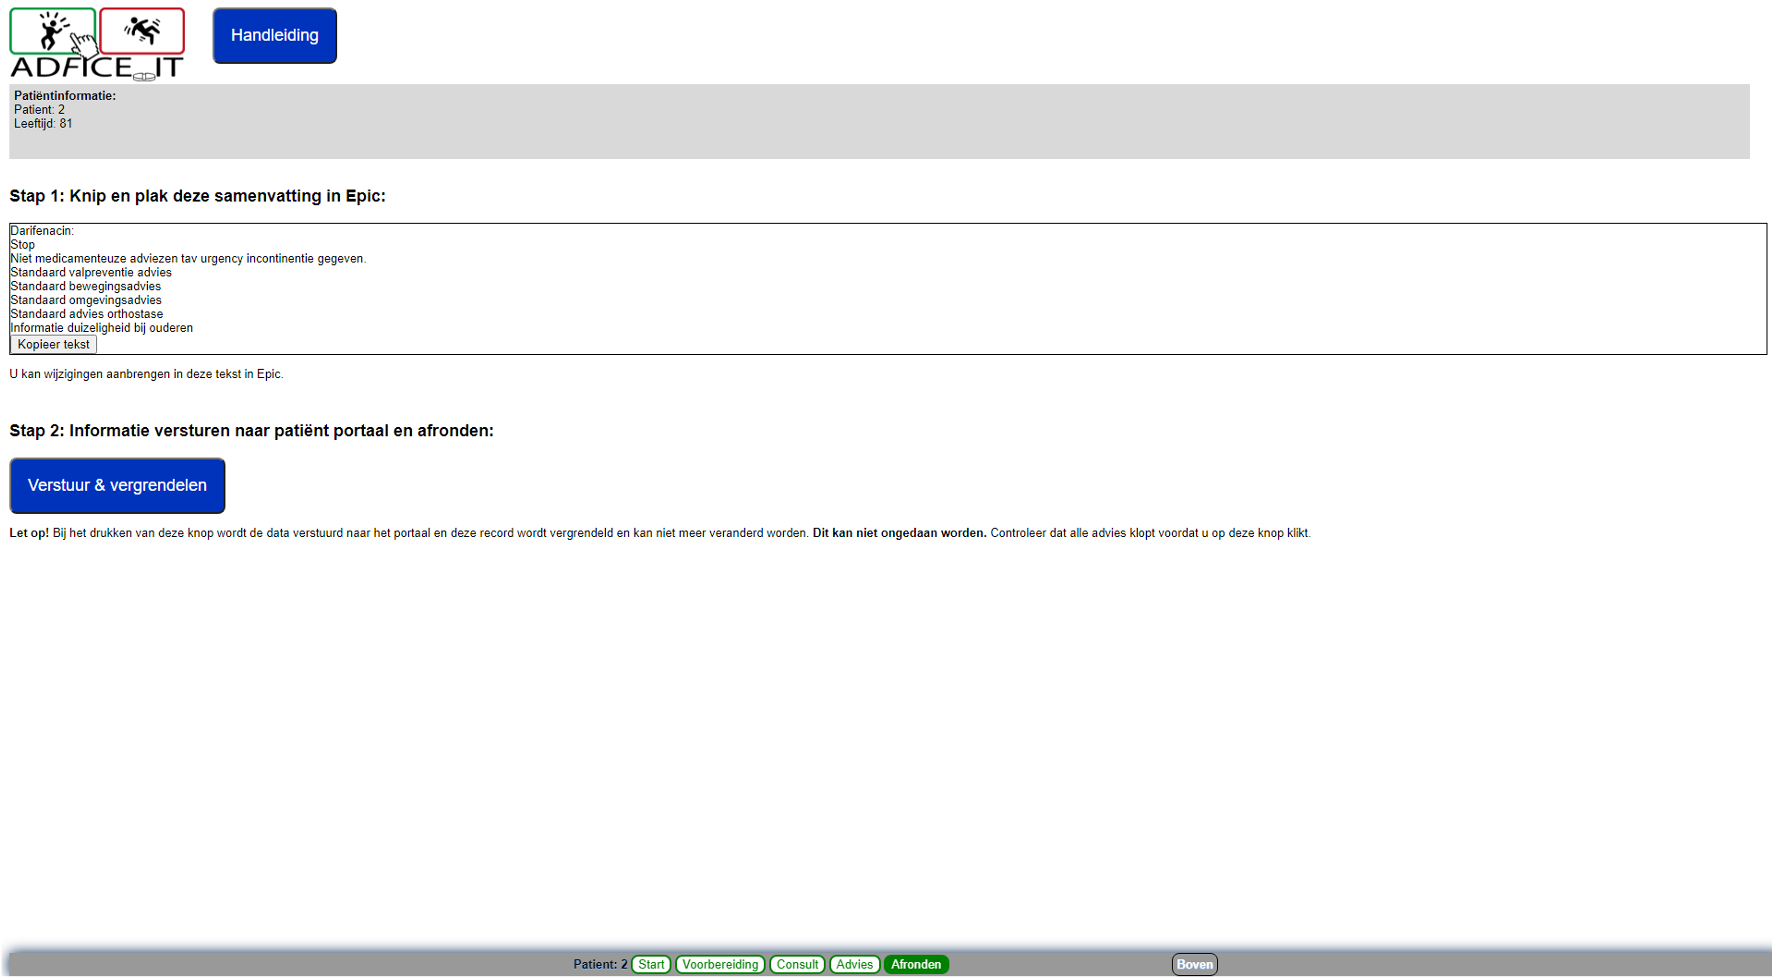 ADFICE_IT
Handleiding
Patiëntinformatie:
Patient: 2
Leeftijd: 81
Stap 1: Knip en plak deze samenvatting in Epic:
Darifenacin:
Stop
Niet medicamenteuze adviezen tav urgency incontinentie gegeven.
Standaard valpreventie advies
Standaard bewegingsadvies
Standaard omgevingsadvies
Standaard advies orthostase
Informatie duizeligheid bij ouderen
Kopieer tekst
U kan wijzigingen aanbrengen in deze tekst in Epic.
Stap 2: Informatie versturen naar patiënt portaal en afronden:
Verstuur & vergrendelen
Let op! Bij het drukken van deze knop wordt de data verstuurd naar het portaal en deze record wordt vergrendeld en kan niet meer veranderd worden. Dit kan niet ongedaan worden. Controleer dat alle advies klopt voordat u op deze knop klikt.
Patient: 2 Start Voorbereiding Consult Advies Afronden Boven